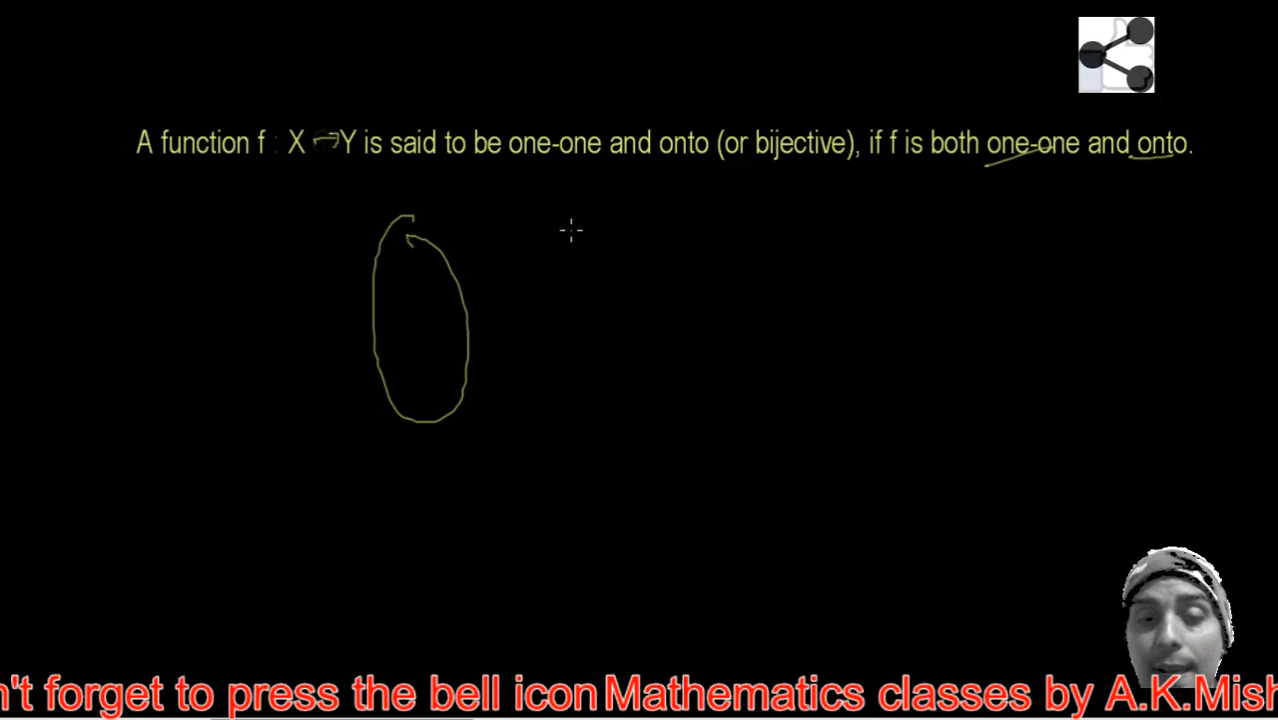 A function f : X → Y is said to be one-one and onto (or bijective), if f is both one-one and onto.
n't forget to press the bell icon Mathematics classes by A.K.Mish